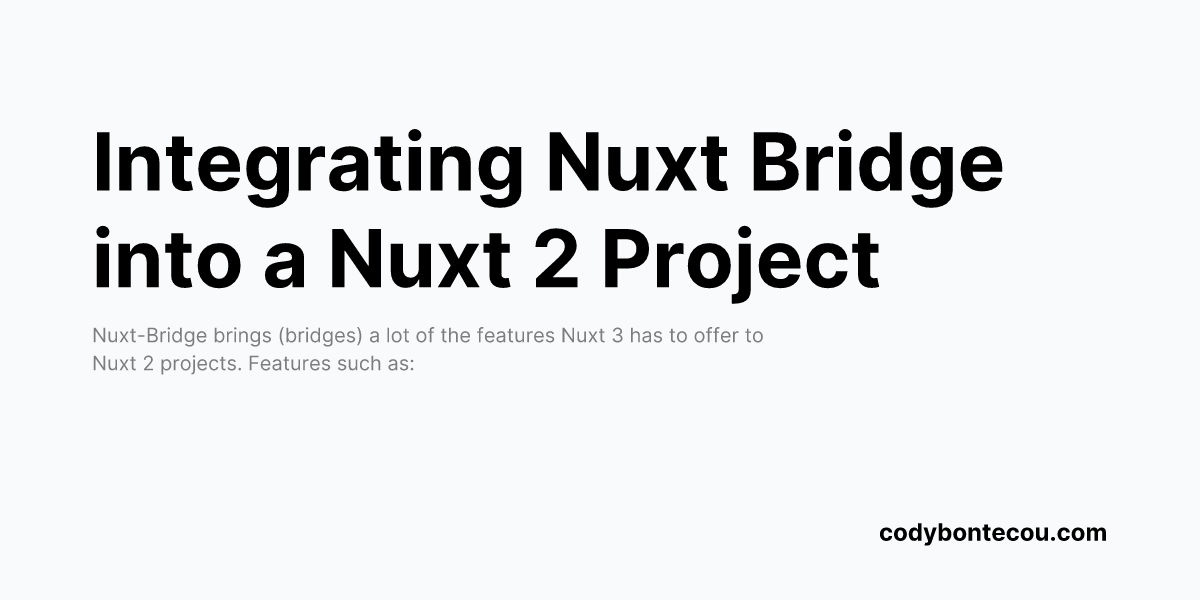 Integrating Nuxt Bridge
into a Nuxt 2 Project
Nuxt-Bridge brings (bridges) a lot of the features Nuxt 3 has to offer to
Nuxt 2 projects. Features such as:
codybontecou.com